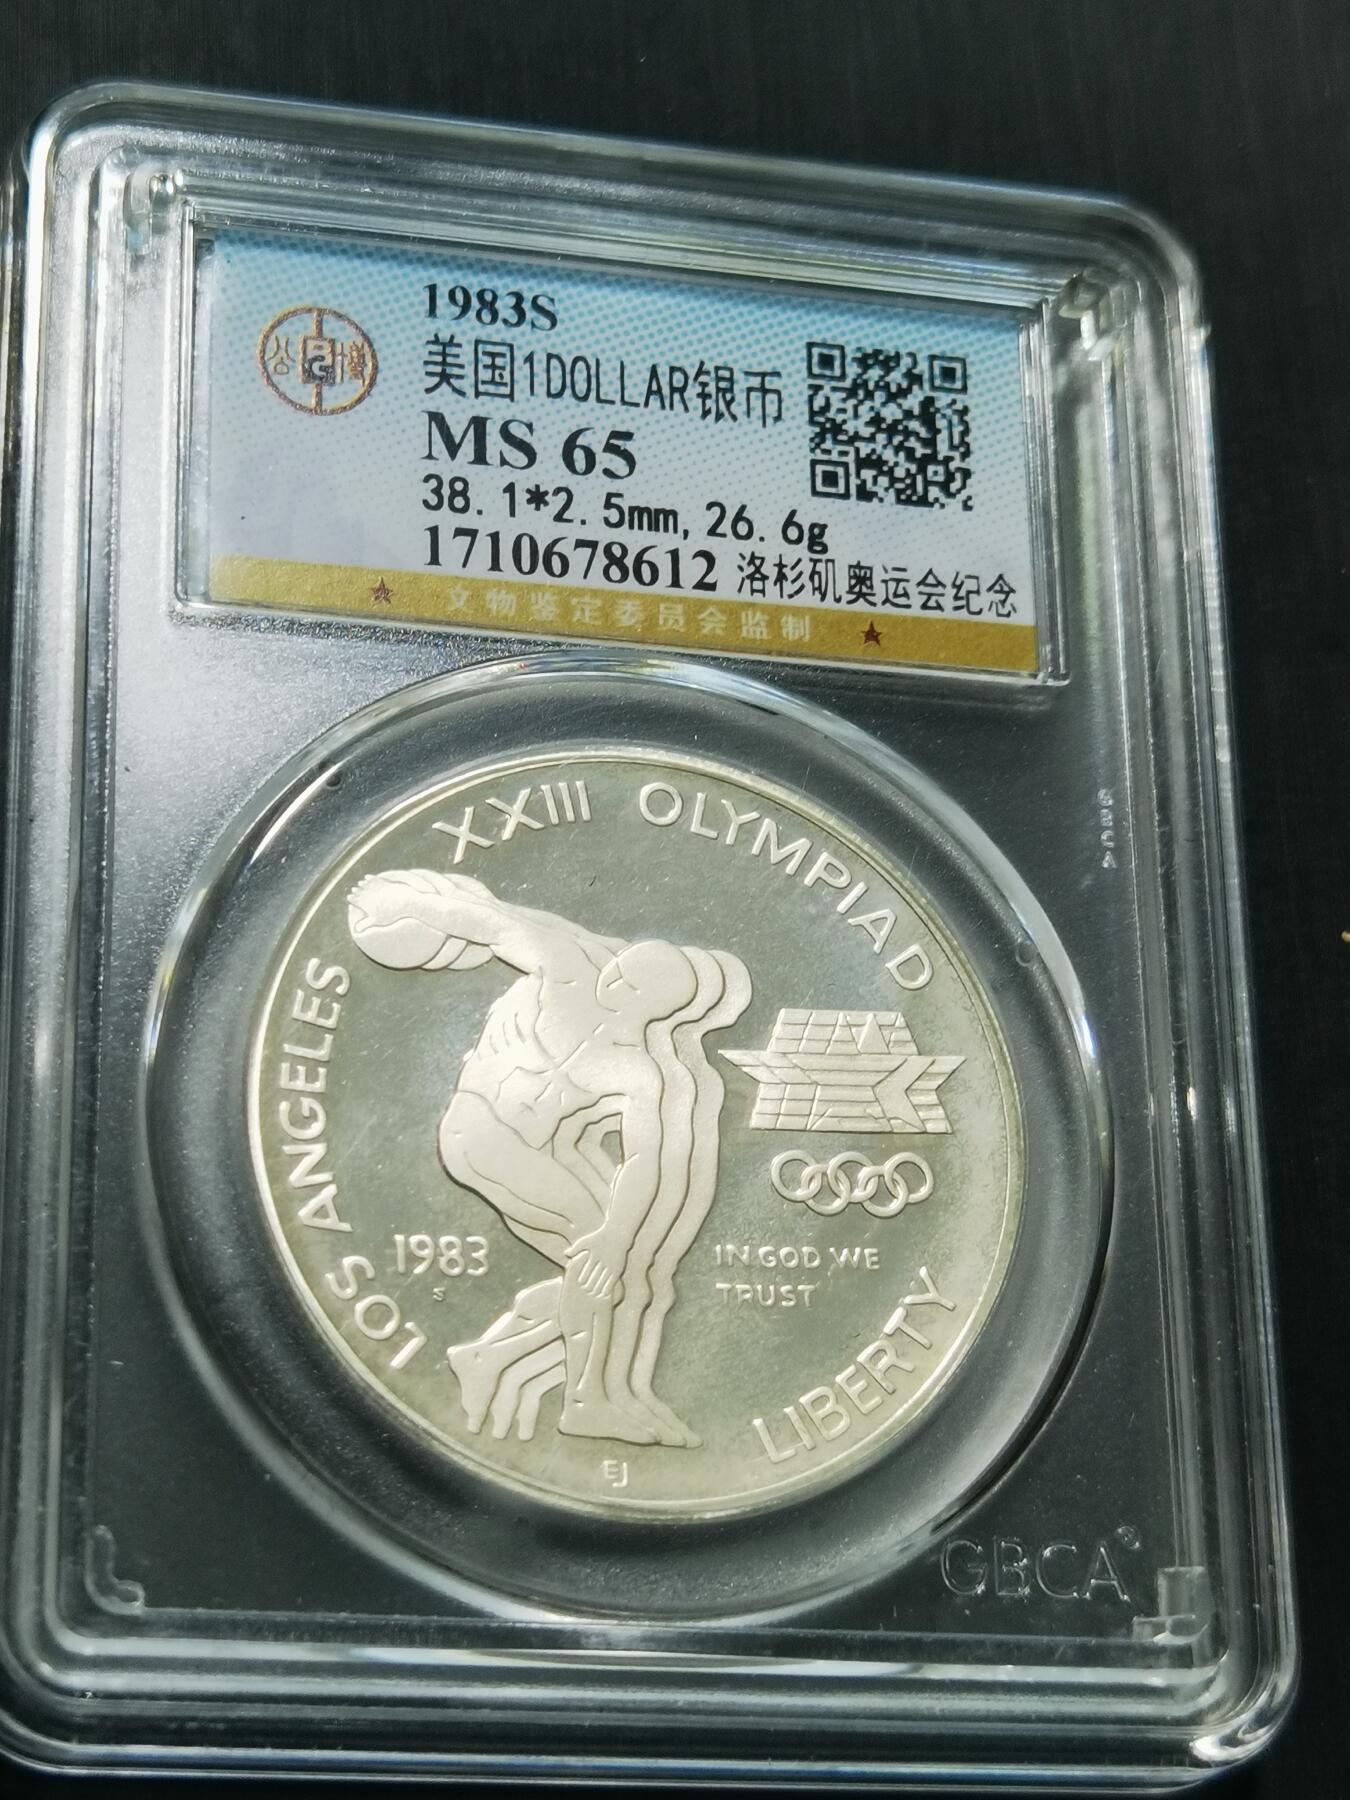 1983S
公博
美国1DOLLAR银币
MS 65
38.1*2.5mm,26.6g
1710678612 洛杉矶奥运会纪念
★ 文物鉴定委员会监制 ★
GBCA
XXIII OLYMPIAD
LOS ANGELES
1983
S
IN GOD WE
TRUST
LIBERTY
EJ
GBCA®